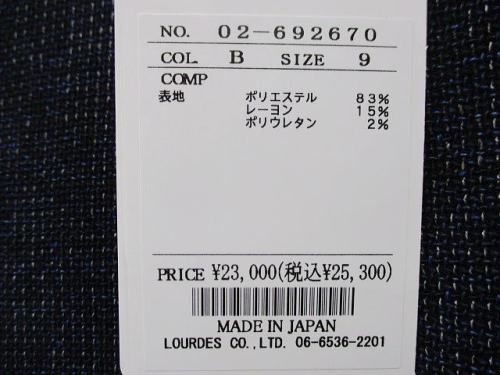 NO. 02-692670
COL. B SIZE 9
COMP
表地 ポリエステル 83%
レーヨン 15%
ポリウレタン 2%
PRICE ¥23,000(税込¥25,300)
MADE IN JAPAN
LOURDES CO.,LTD. 06-6536-2201